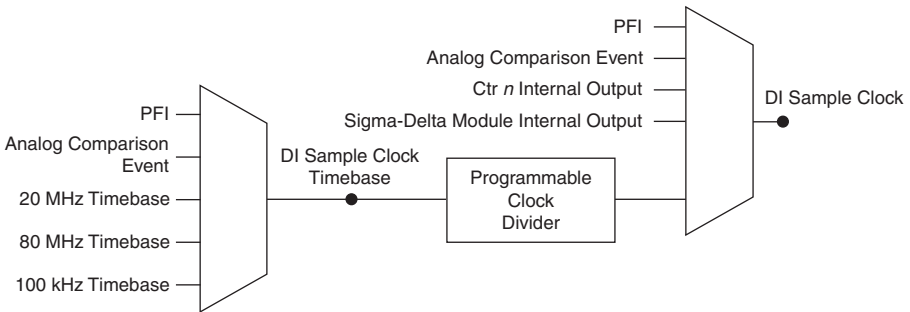 PFI
Analog Comparison Event
Ctr n Internal Output
Sigma-Delta Module Internal Output
DI Sample Clock
PFI
Analog Comparison
Event
20 MHz Timebase
80 MHz Timebase
100 kHz Timebase
DI Sample Clock
Timebase
Programmable
Clock
Divider